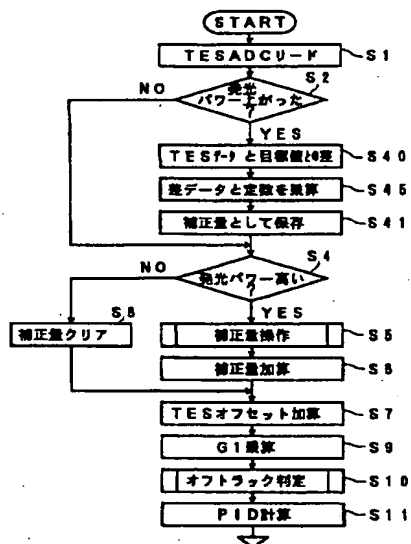 START
TESADCリード
S1
発光
パワー上がった
?
S2
NO
YES
TESデータと目標値との差
S40
差データと定数を乗算
S45
補正量として保存
S41
発光パワー高い
?
S4
NO
YES
補正量クリア
S8
補正量操作
S5
補正量加算
S6
TESオフセット加算
S7
G1乗算
S9
オフトラック判定
S10
PID計算
S11